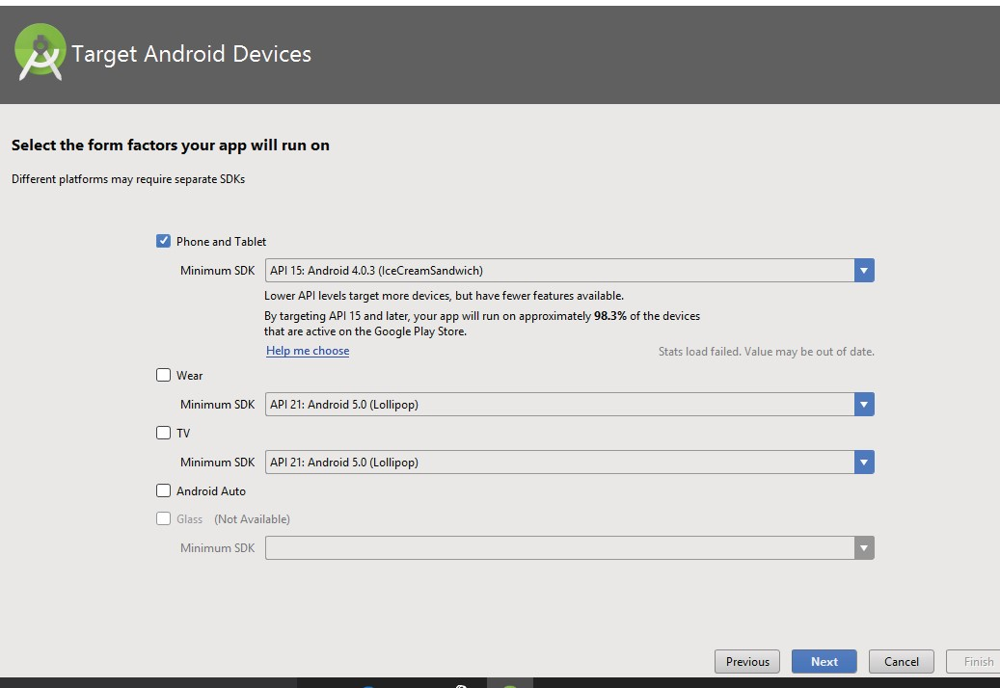 Target Android Devices
Select the form factors your app will run on
Different platforms may require separate SDKs
Phone and Tablet
Minimum SDK API 15: Android 4.0.3 (IceCreamSandwich)
Lower API levels target more devices, but have fewer features available.
By targeting API 15 and later, your app will run on approximately 98.3% of the devices
that are active on the Google Play Store.
Help me choose Stats load failed. Value may be out of date.
Wear
Minimum SDK API 21: Android 5.0 (Lollipop)
TV
Minimum SDK API 21: Android 5.0 (Lollipop)
Android Auto
Glass (Not Available)
Minimum SDK
Previous Next Cancel Finish